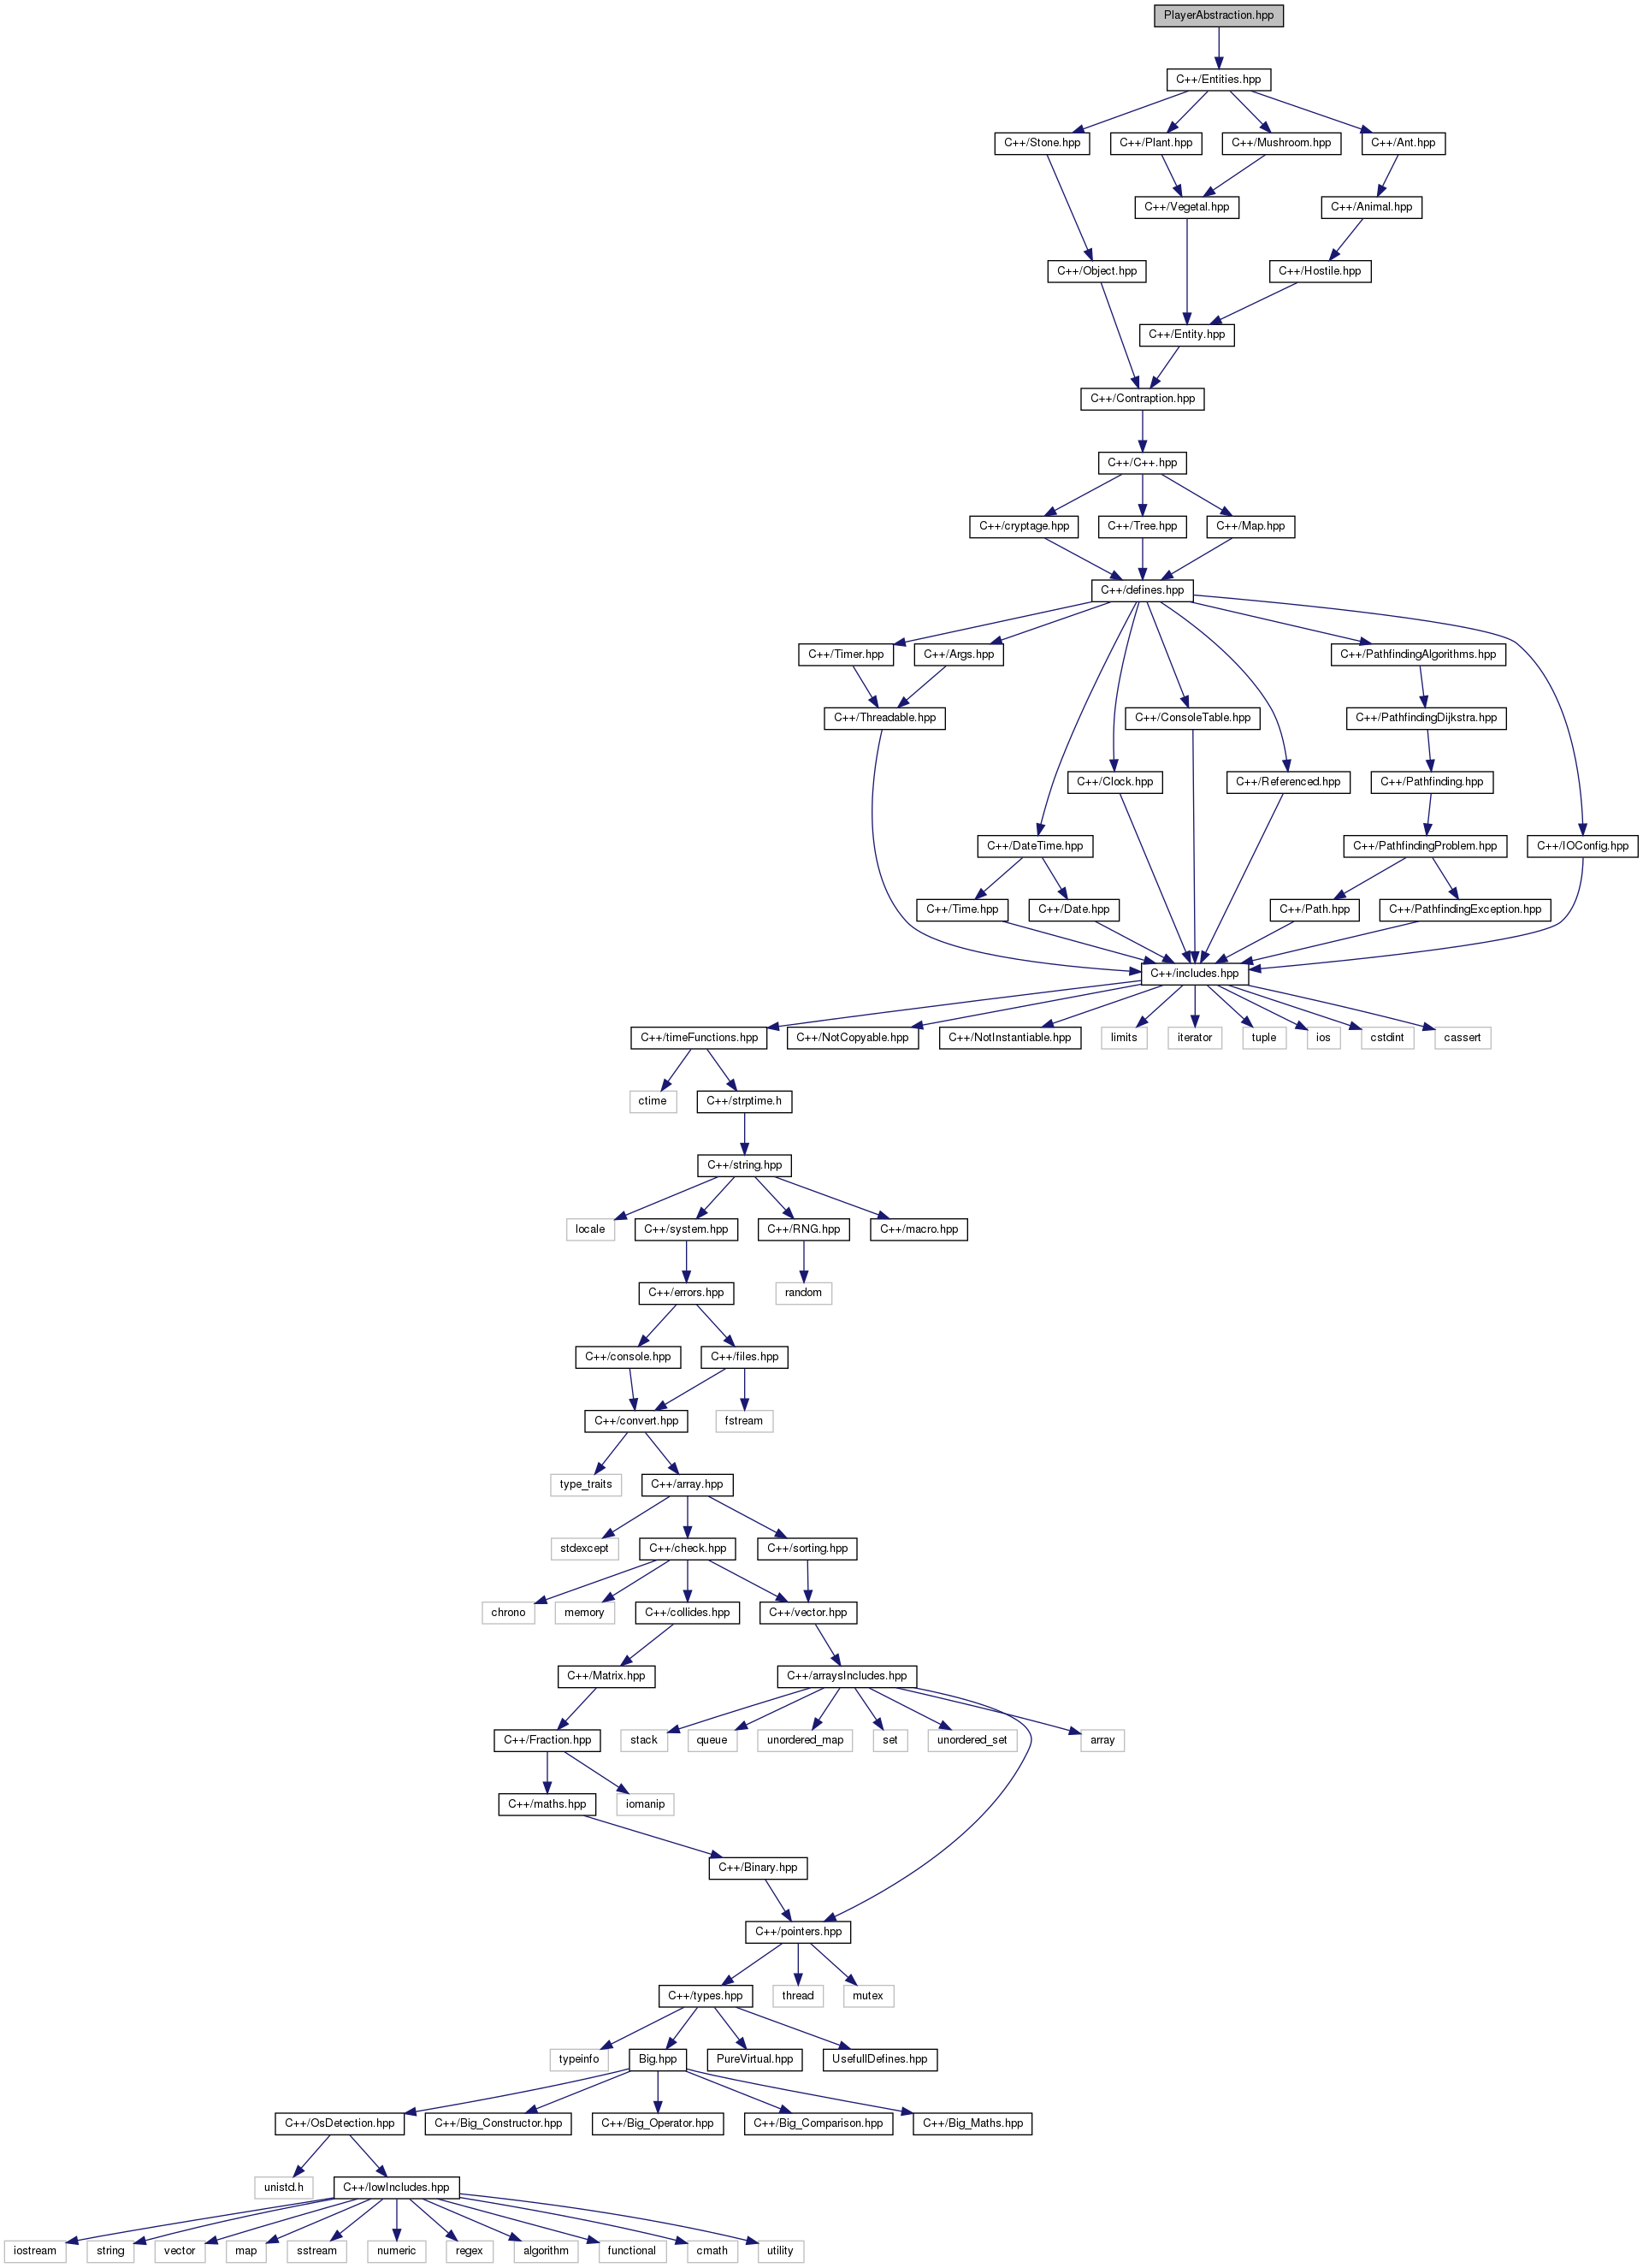 PlayerAbstraction.hpp
C++/Entities.hpp
C++/Stone.hpp
C++/Plant.hpp
C++/Mushroom.hpp
C++/Ant.hpp
C++/Vegetal.hpp
C++/Animal.hpp
C++/Object.hpp
C++/Hostile.hpp
C++/Entity.hpp
C++/Contraption.hpp
C++/C++.hpp
C++/cryptage.hpp
C++/Tree.hpp
C++/Map.hpp
C++/defines.hpp
C++/Timer.hpp
C++/Args.hpp
C++/PathfindingAlgorithms.hpp
C++/Threadable.hpp
C++/ConsoleTable.hpp
C++/PathfindingDijkstra.hpp
C++/Clock.hpp
C++/Referenced.hpp
C++/Pathfinding.hpp
C++/DateTime.hpp
C++/PathfindingProblem.hpp
C++/IOConfig.hpp
C++/Time.hpp
C++/Date.hpp
C++/Path.hpp
C++/PathfindingException.hpp
C++/includes.hpp
C++/timeFunctions.hpp
C++/NotCopyable.hpp
C++/NotInstantiable.hpp
limits
iterator
tuple
ios
cstdint
cassert
ctime
C++/strptime.h
C++/string.hpp
locale
C++/system.hpp
C++/RNG.hpp
C++/macro.hpp
C++/errors.hpp
random
C++/console.hpp
C++/files.hpp
C++/convert.hpp
fstream
type_traits
C++/array.hpp
stdexcept
C++/check.hpp
C++/sorting.hpp
chrono
memory
C++/collides.hpp
C++/vector.hpp
C++/Matrix.hpp
C++/arraysIncludes.hpp
C++/Fraction.hpp
stack
queue
unordered_map
set
unordered_set
array
C++/maths.hpp
iomanip
C++/Binary.hpp
C++/pointers.hpp
C++/types.hpp
thread
mutex
typeinfo
Big.hpp
PureVirtual.hpp
UsefullDefines.hpp
C++/OsDetection.hpp
C++/Big_Constructor.hpp
C++/Big_Operator.hpp
C++/Big_Comparison.hpp
C++/Big_Maths.hpp
unistd.h
C++/lowIncludes.hpp
iostream
string
vector
map
sstream
numeric
regex
algorithm
functional
cmath
utility